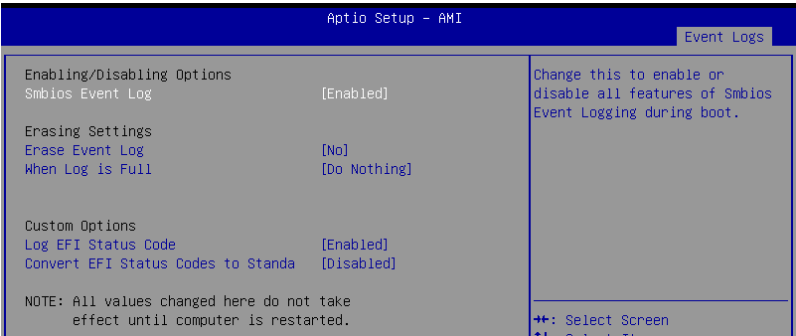 Aptio Setup – AMI
Event Logs
Enabling/Disabling Options
Smbios Event Log [Enabled]
Erasing Settings
Erase Event Log [No]
When Log is Full [Do Nothing]
Custom Options
Log EFI Status Code [Enabled]
Convert EFI Status Codes to Standa [Disabled]
NOTE: All values changed here do not take
effect until computer is restarted.
Change this to enable or
disable all features of Smbios
Event Logging during boot.
→←: Select Screen